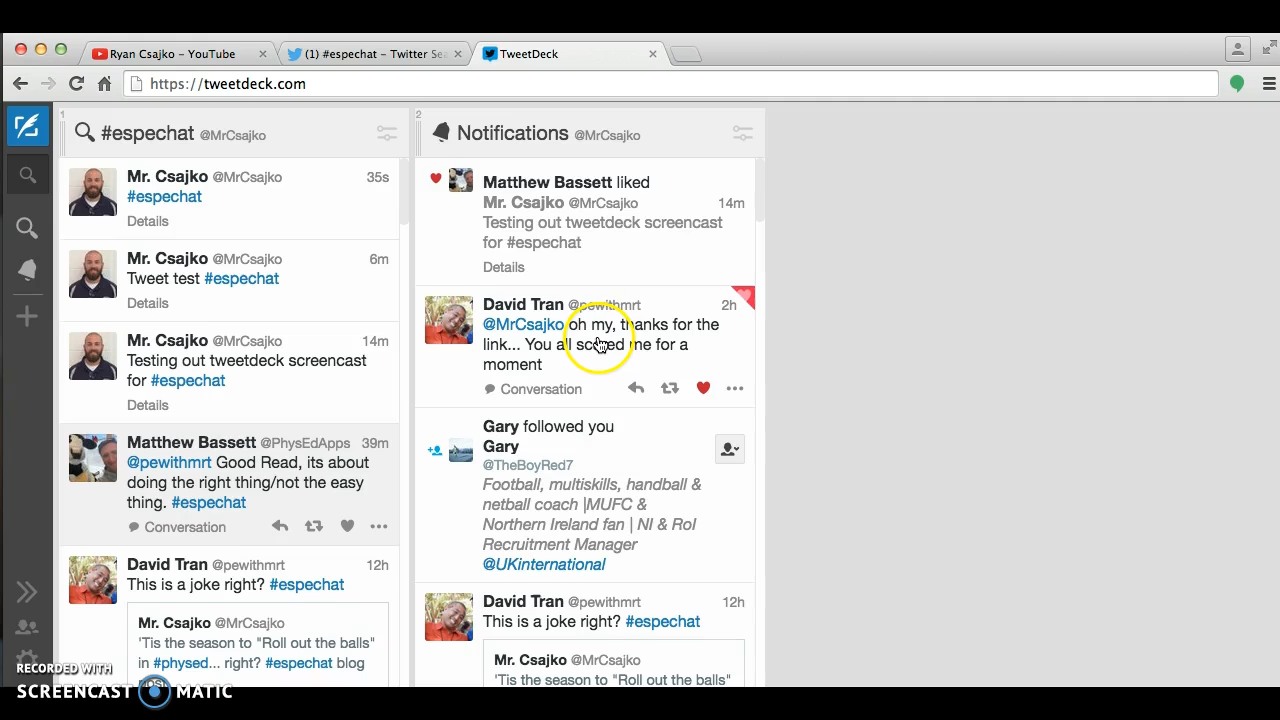 Ryan Csajko - YouTube
(1) #espechat - Twitter Sea
TweetDeck
https://tweetdeck.com
1
#espechat @MrCsajko
Mr. Csajko @MrCsajko 35s
#espechat
Details
Mr. Csajko @MrCsajko 6m
Tweet test #espechat
Details
Mr. Csajko @MrCsajko 14m
Testing out tweetdeck screencast
for #espechat
Details
Matthew Bassett @PhysEdApps 39m
@pewithmrt Good Read, its about
doing the right thing/not the easy
thing. #espechat
Conversation
David Tran @pewithmrt 12h
This is a joke right? #espechat
Mr. Csajko @MrCsajko
'Tis the season to "Roll out the balls"
in #physed... right? #espechat blog
2
Notifications @MrCsajko
Matthew Bassett liked
Mr. Csajko @MrCsajko 14m
Testing out tweetdeck screencast
for #espechat
Details
David Tran @pewithmrt 2h
@MrCsajko oh my, thanks for the
link... You all scared me for a
moment
Conversation
Gary followed you
Gary
@TheBoyRed7
Football, multiskills, handball &
netball coach |MUFC &
Northern Ireland fan | NI & RoI
Recruitment Manager
@UKinternational
David Tran @pewithmrt 12h
This is a joke right? #espechat
Mr. Csajko @MrCsajko
'Tis the season to "Roll out the balls"
RECORDED WITH
SCREENCAST MATIC